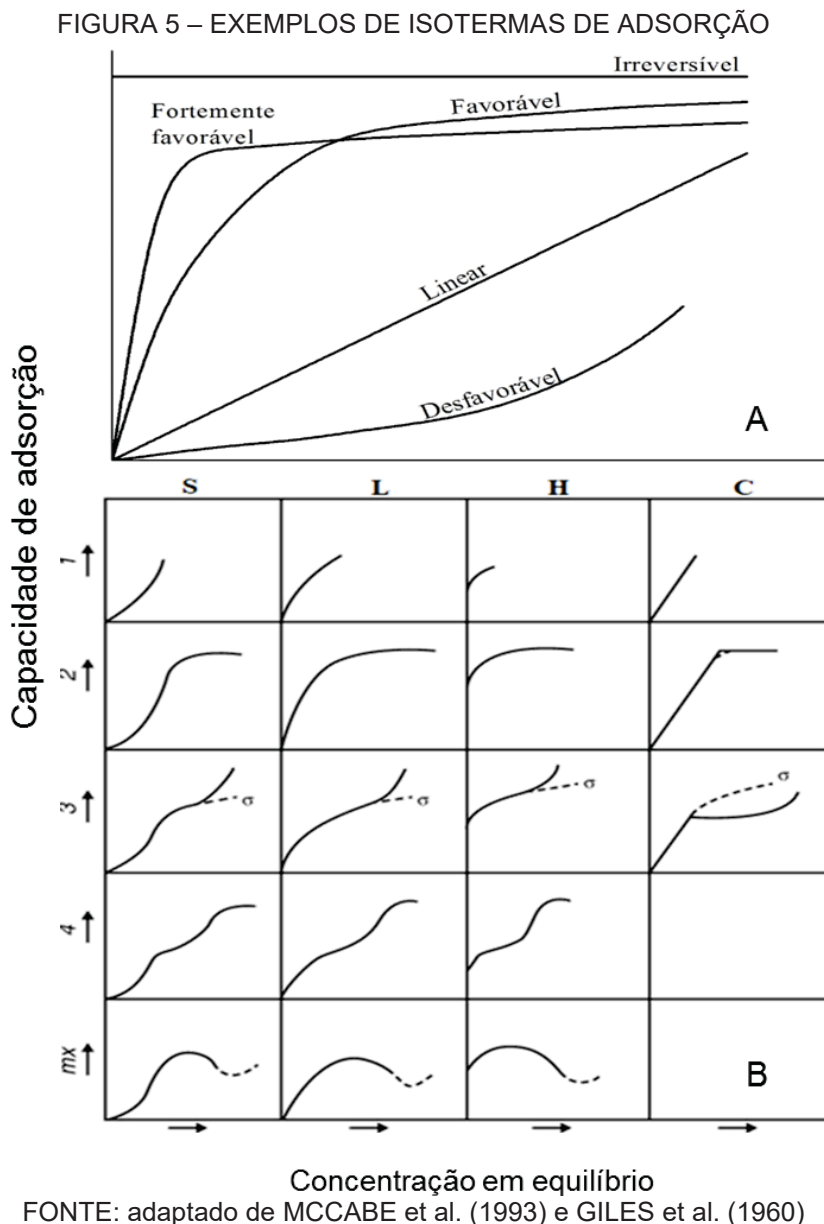 FIGURA 5 – EXEMPLOS DE ISOTERMAS DE ADSORÇÃO
Irreversível
Fortemente
favorável
Favorável
Linear
Desfavorável
A
Capacidade de adsorção
S L H C
1
2
3
σ σ σ σ
4
mx
B
Concentração em equilíbrio
FONTE: adaptado de MCCABE et al. (1993) e GILES et al. (1960)